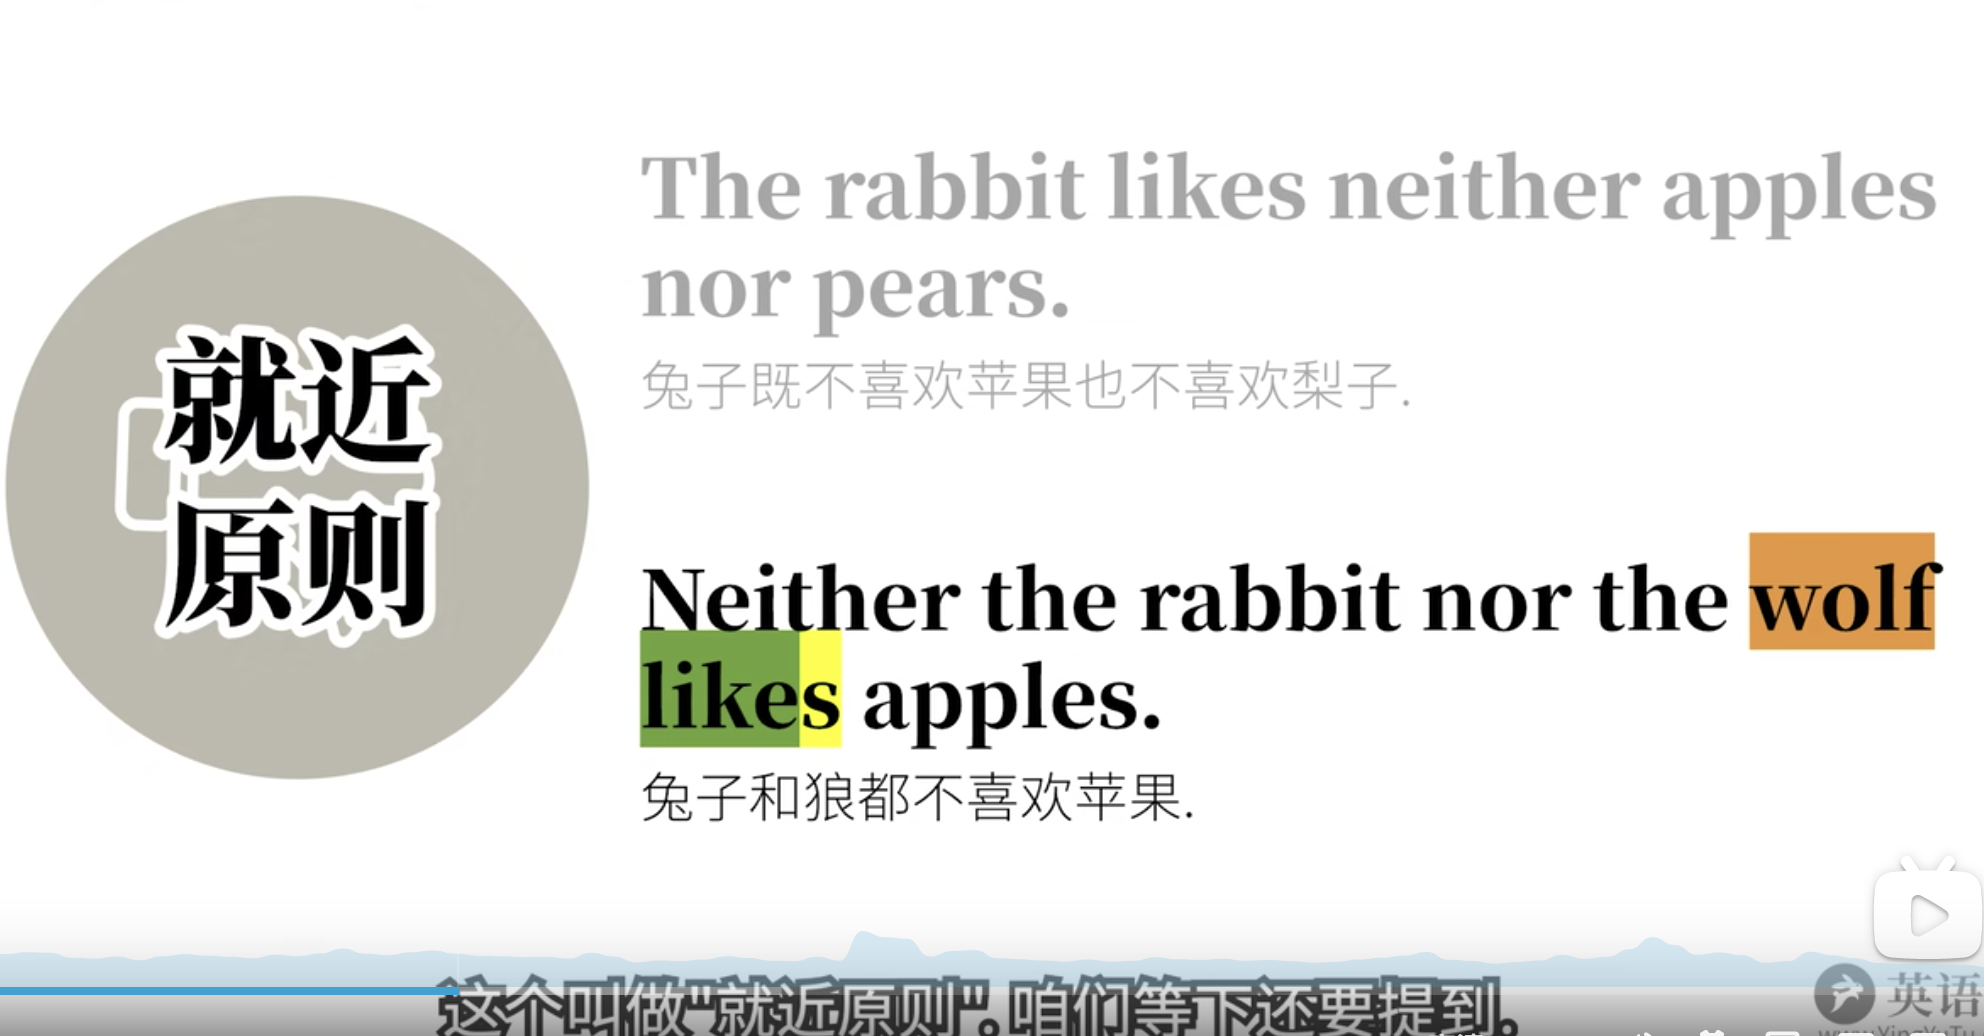 就近
原则
The rabbit likes neither apples
nor pears.
兔子既不喜欢苹果也不喜欢梨子.
Neither the rabbit nor the wolf
likes apples.
兔子和狼都不喜欢苹果.
这个叫做"就近原则"。咱们等下还要提到。
英语